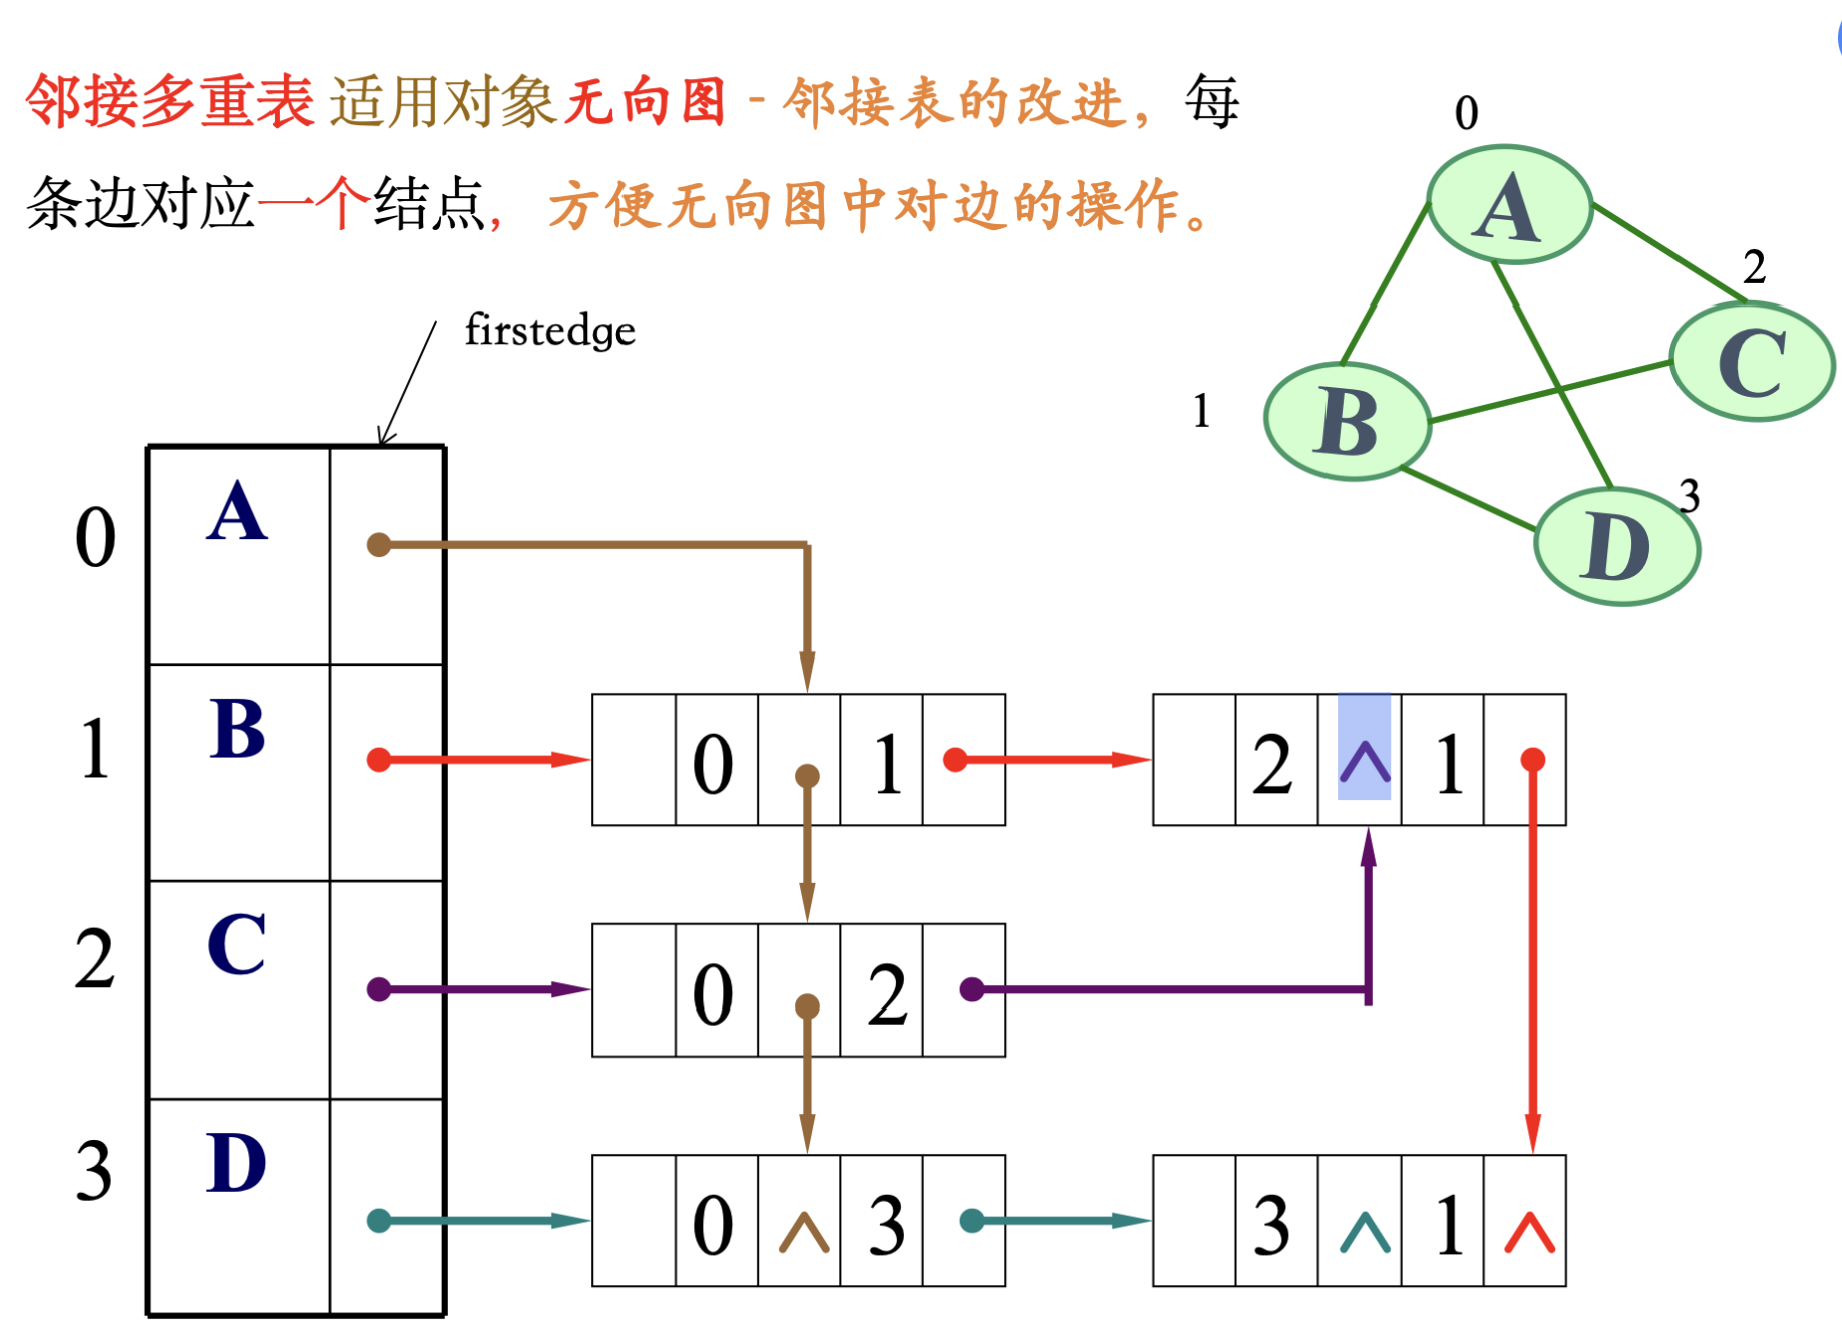 邻接多重表 适用对象无向图 - 邻接表的改进，每
条边对应一个结点，方便无向图中对边的操作。
0
A
2
C
firstedge
1
B
3
D
0 A
1 B
0 1
2 ^ 1
2 C
0 2
3 D
0 ^ 3
3 ^ 1 ^